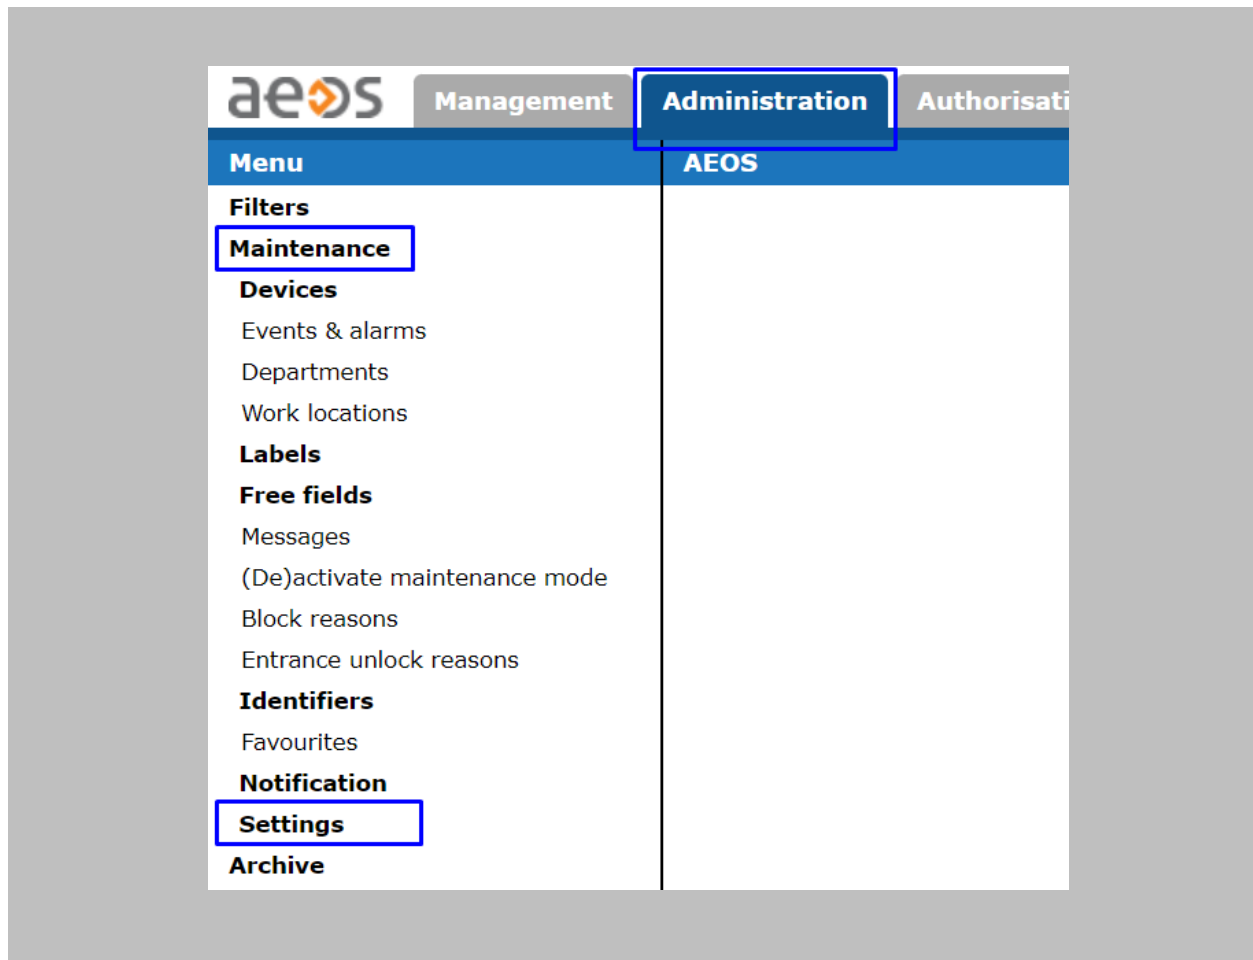 aeos Management Administration Authorisati
Menu AEOS
Filters
Maintenance
Devices
Events & alarms
Departments
Work locations
Labels
Free fields
Messages
(De)activate maintenance mode
Block reasons
Entrance unlock reasons
Identifiers
Favourites
Notification
Settings
Archive